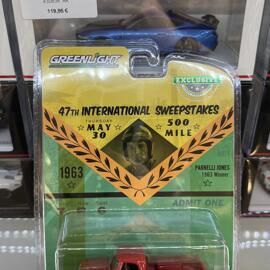 119,95 €
GREENLIGHT
EXCLUSIVE
47TH INTERNATIONAL SWEEPSTAKES
THURSDAY
MAY 30
500 MILE
1963
PARNELLI JONES
1963 Winner
ADMIT ONE